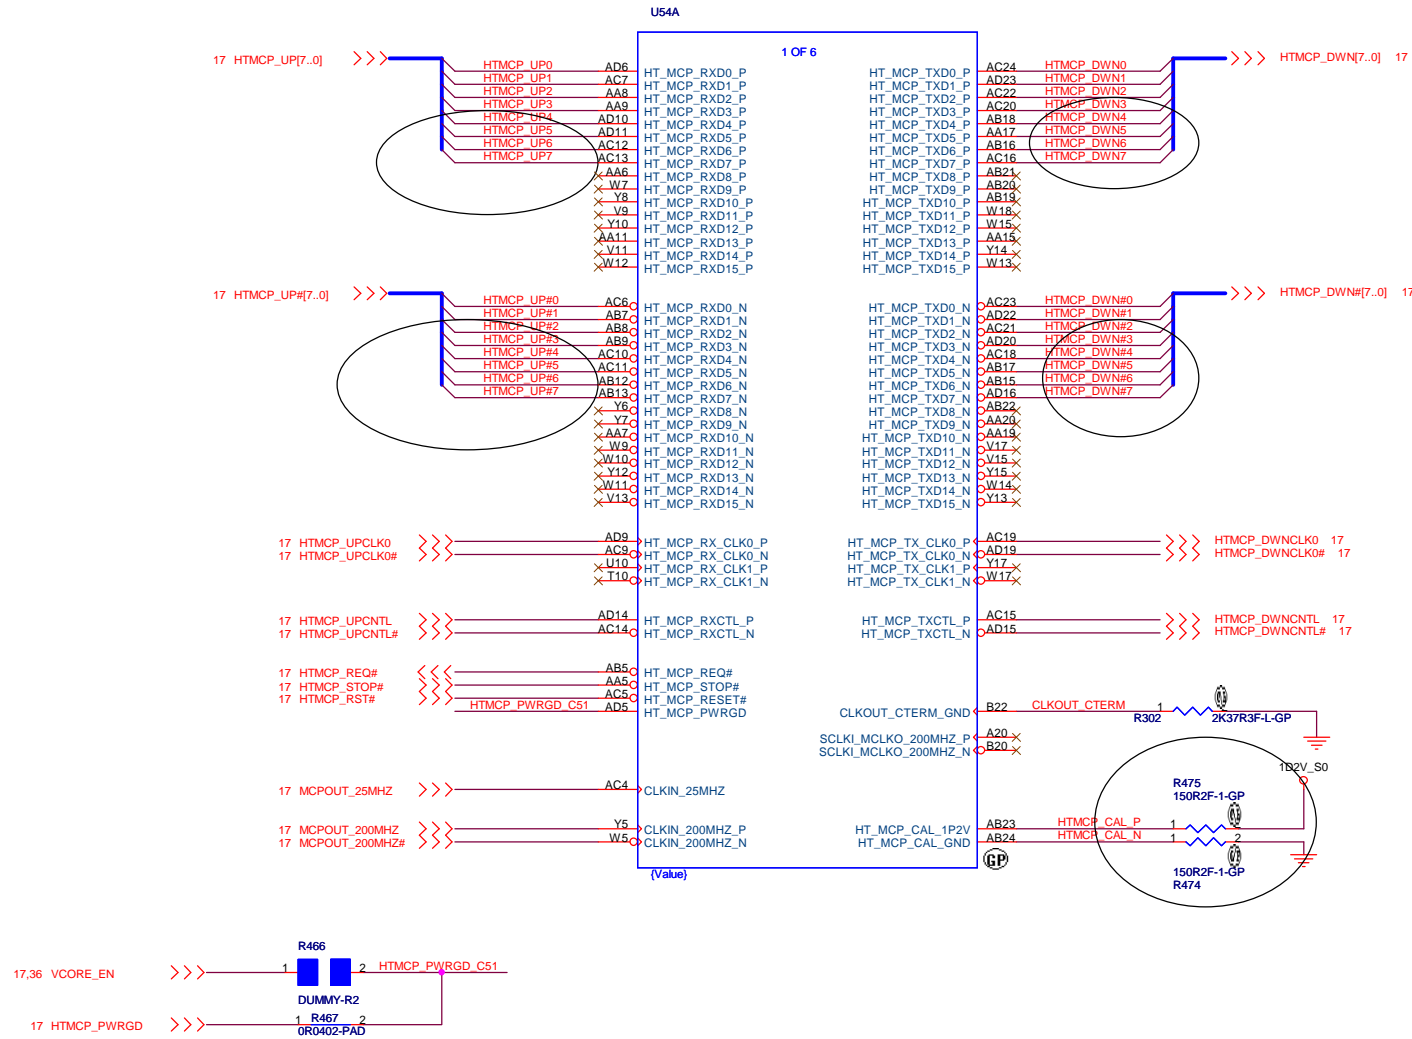 U54A
1 OF 6
17 HTMCP_UP[7..0]
HTMCP_UP0 AD6 HT_MCP_RXD0_P
HTMCP_UP1 AC7 HT_MCP_RXD1_P
HTMCP_UP2 AA8 HT_MCP_RXD2_P
HTMCP_UP3 AA9 HT_MCP_RXD3_P
HTMCP_UP4 AD10 HT_MCP_RXD4_P
HTMCP_UP5 AD11 HT_MCP_RXD5_P
HTMCP_UP6 AC12 HT_MCP_RXD6_P
HTMCP_UP7 AC13 HT_MCP_RXD7_P
AA6 HT_MCP_RXD8_P
W7 HT_MCP_RXD9_P
Y8 HT_MCP_RXD10_P
V9 HT_MCP_RXD11_P
Y10 HT_MCP_RXD12_P
AA11 HT_MCP_RXD13_P
V11 HT_MCP_RXD14_P
W12 HT_MCP_RXD15_P
17 HTMCP_UP#[7..0]
HTMCP_UP#0 AC6 HT_MCP_RXD0_N
HTMCP_UP#1 AB7 HT_MCP_RXD1_N
HTMCP_UP#2 AB8 HT_MCP_RXD2_N
HTMCP_UP#3 AB9 HT_MCP_RXD3_N
HTMCP_UP#4 AC10 HT_MCP_RXD4_N
HTMCP_UP#5 AC11 HT_MCP_RXD5_N
HTMCP_UP#6 AB12 HT_MCP_RXD6_N
HTMCP_UP#7 AB13 HT_MCP_RXD7_N
Y6 HT_MCP_RXD8_N
Y7 HT_MCP_RXD9_N
AA7 HT_MCP_RXD10_N
W9 HT_MCP_RXD11_N
W10 HT_MCP_RXD12_N
Y12 HT_MCP_RXD13_N
W11 HT_MCP_RXD14_N
V13 HT_MCP_RXD15_N
17 HTMCP_UPCLK0 AD9 HT_MCP_RX_CLK0_P
17 HTMCP_UPCLK0# AC9 HT_MCP_RX_CLK0_N
U10 HT_MCP_RX_CLK1_P
T10 HT_MCP_RX_CLK1_N
17 HTMCP_UPCNTL AD14 HT_MCP_RXCTL_P
17 HTMCP_UPCNTL# AC14 HT_MCP_RXCTL_N
17 HTMCP_REQ# AB5 HT_MCP_REQ#
17 HTMCP_STOP# AA5 HT_MCP_STOP#
17 HTMCP_RST# AC5 HT_MCP_RESET#
HTMCP_PWRGD_C51 AD5 HT_MCP_PWRGD
17 MCPOUT_25MHZ AC4 CLKIN_25MHZ
17 MCPOUT_200MHZ Y5 CLKIN_200MHZ_P
17 MCPOUT_200MHZ# W5 CLKIN_200MHZ_N
HTMCP_DWN[7..0] 17
HT_MCP_TXD0_P AC24 HTMCP_DWN0
HT_MCP_TXD1_P AD23 HTMCP_DWN1
HT_MCP_TXD2_P AC22 HTMCP_DWN2
HT_MCP_TXD3_P AC20 HTMCP_DWN3
HT_MCP_TXD4_P AB18 HTMCP_DWN4
HT_MCP_TXD5_P AA17 HTMCP_DWN5
HT_MCP_TXD6_P AB16 HTMCP_DWN6
HT_MCP_TXD7_P AC16 HTMCP_DWN7
HT_MCP_TXD8_P AB21
HT_MCP_TXD9_P AB20
HT_MCP_TXD10_P AB19
HT_MCP_TXD11_P W18
HT_MCP_TXD12_P W15
HT_MCP_TXD13_P AA15
HT_MCP_TXD14_P Y14
HT_MCP_TXD15_P W13
HTMCP_DWN#[7..0] 17
HT_MCP_TXD0_N AC23 HTMCP_DWN#0
HT_MCP_TXD1_N AD22 HTMCP_DWN#1
HT_MCP_TXD2_N AC21 HTMCP_DWN#2
HT_MCP_TXD3_N AD20 HTMCP_DWN#3
HT_MCP_TXD4_N AC18 HTMCP_DWN#4
HT_MCP_TXD5_N AB17 HTMCP_DWN#5
HT_MCP_TXD6_N AB15 HTMCP_DWN#6
HT_MCP_TXD7_N AD16 HTMCP_DWN#7
HT_MCP_TXD8_N AB22
HT_MCP_TXD9_N AA20
HT_MCP_TXD10_N AA19
HT_MCP_TXD11_N V17
HT_MCP_TXD12_N V15
HT_MCP_TXD13_N Y15
HT_MCP_TXD14_N W14
HT_MCP_TXD15_N Y13
HT_MCP_TX_CLK0_P AC19 HTMCP_DWNCLK0 17
HT_MCP_TX_CLK0_N AD19 HTMCP_DWNCLK0# 17
HT_MCP_TX_CLK1_P Y17
HT_MCP_TX_CLK1_N W17
HT_MCP_TXCTL_P AC15 HTMCP_DWNCNTL 17
HT_MCP_TXCTL_N AD15 HTMCP_DWNCNTL# 17
CLKOUT_CTERM_GND B22 CLKOUT_CTERM 1
R302 2K37R3F-L-GP
SCLKI_MCLKO_200MHZ_P A20
SCLKI_MCLKO_200MHZ_N B20
1D2V_S0
R475
150R2F-1-GP
HT_MCP_CAL_1P2V AB23 HTMCP_CAL_P 1
HT_MCP_CAL_GND AB24 HTMCP_CAL_N 1 2
150R2F-1-GP
R474
GP
{Value}
R466
17,36 VCORE_EN 1 2 HTMCP_PWRGD_C51
DUMMY-R2
17 HTMCP_PWRGD 1 R467 2
0R0402-PAD